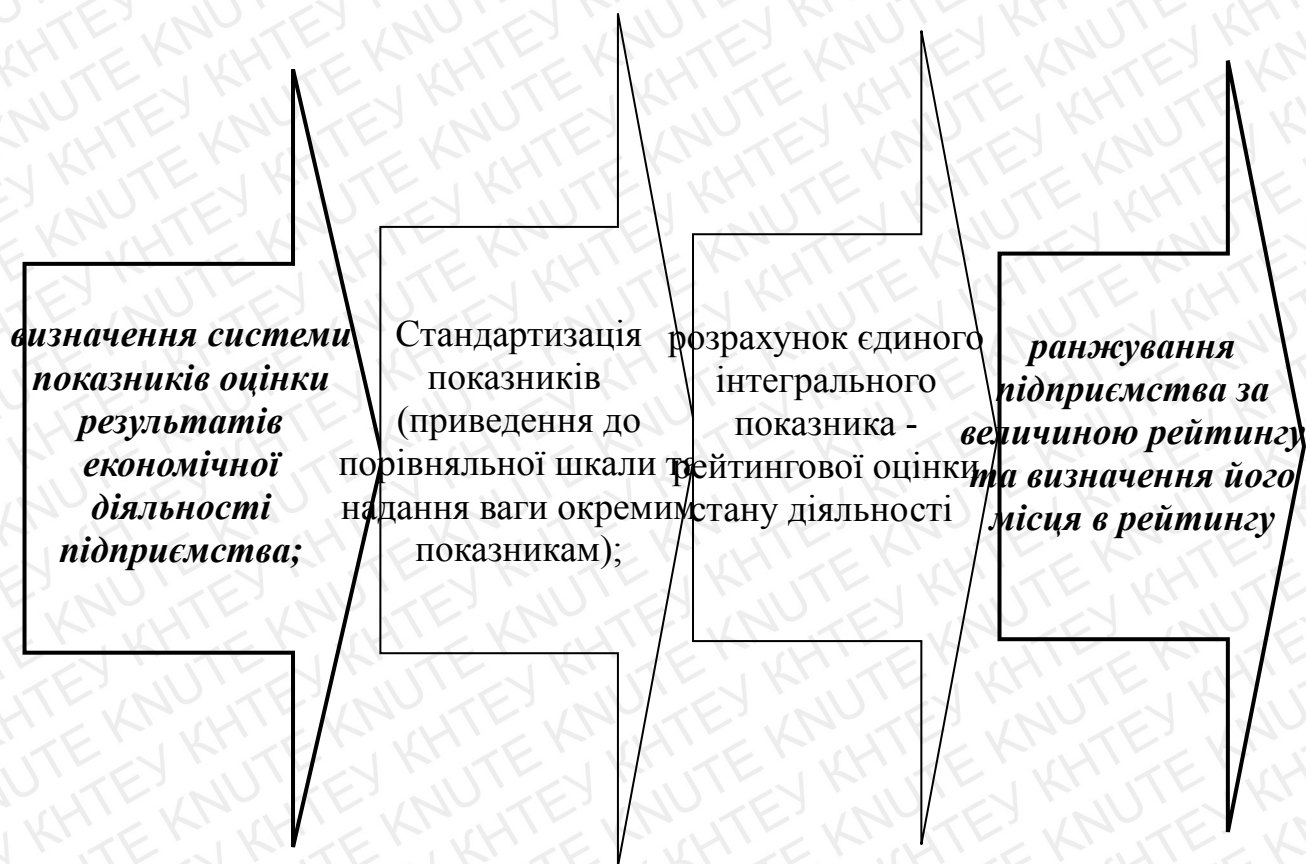 визначення системи
показників оцінки
результатів
економічної
діяльності
підприємства;
Стандартизація
показників
(приведення до
порівняльної шкали та
надання ваги окремим
показникам);
розрахунок єдиного
інтегрального
показника -
рейтингової оцінки
стану діяльності
ранжування
підприємства за
величиною рейтингу
та визначення його
місця в рейтингу